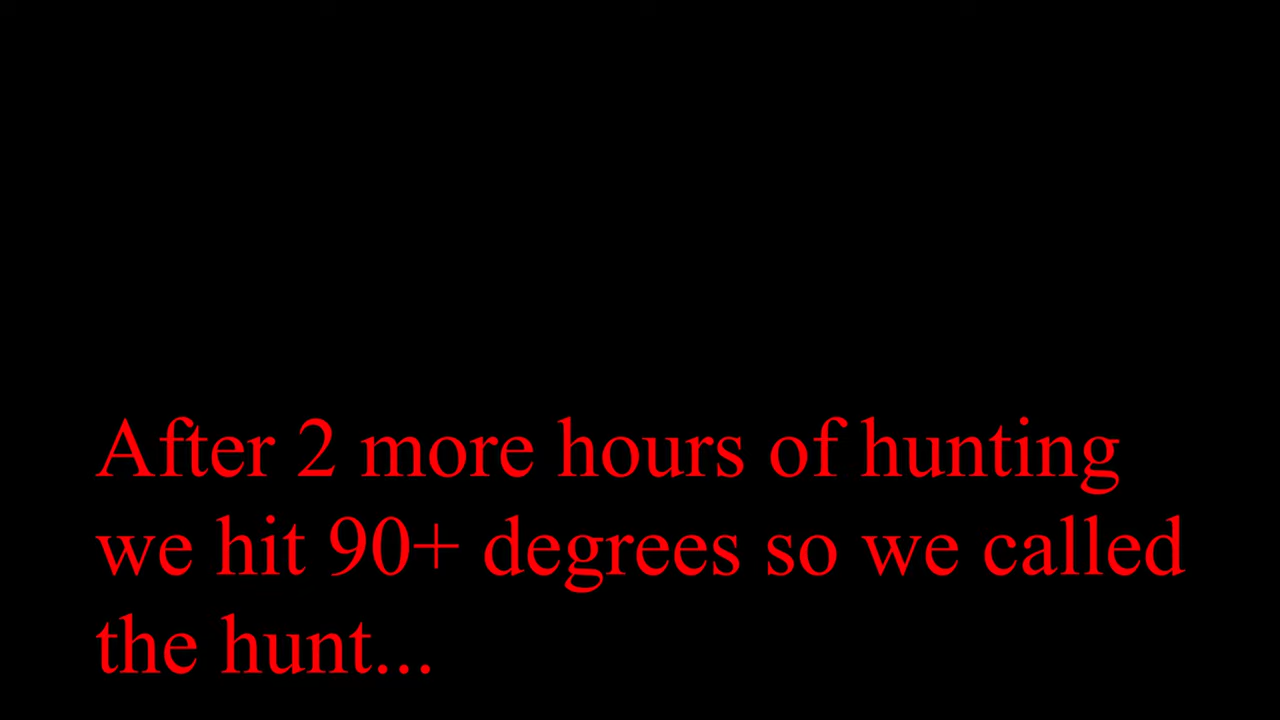 After 2 more hours of hunting
we hit 90+ degrees so we called
the hunt...